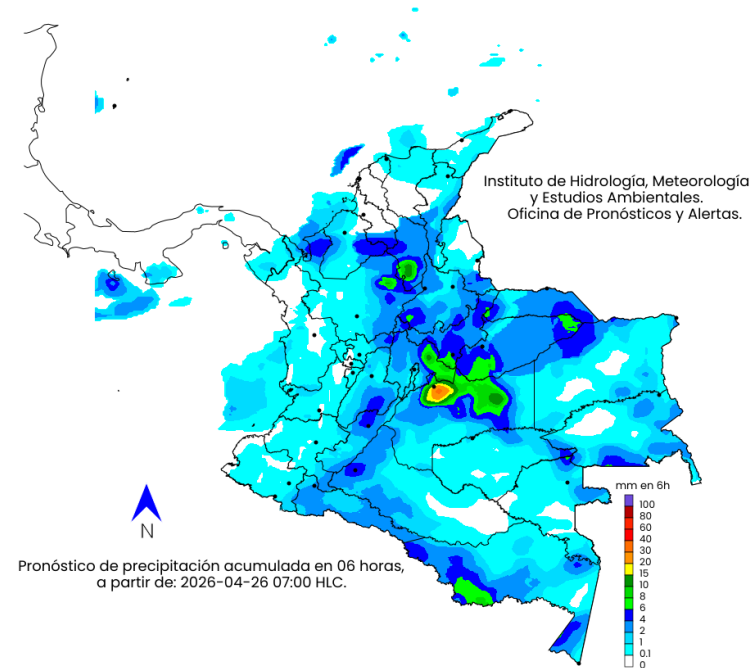 Instituto de Hidrología, Meteorología
y Estudios Ambientales.
Oficina de Pronósticos y Alertas.
mm en 6h
100
80
60
40
30
20
15
10
8
6
4
2
1
0.1
0
N
Pronóstico de precipitación acumulada en 06 horas,
a partir de: 2026-04-26 07:00 HLC.